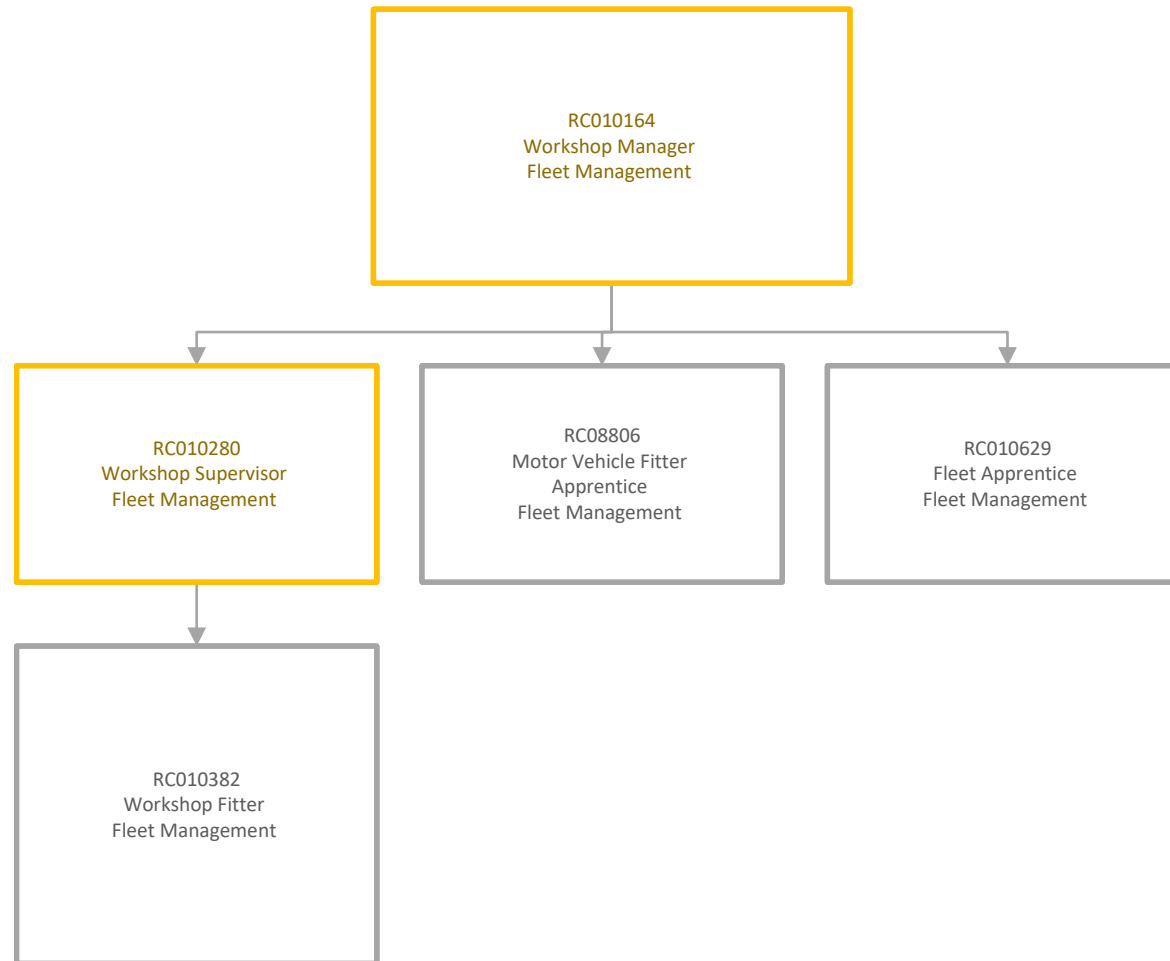 RC010164
Workshop Manager
Fleet Management
RC010280
Workshop Supervisor
Fleet Management
RC08806
Motor Vehicle Fitter
Apprentice
Fleet Management
RC010629
Fleet Apprentice
Fleet Management
RC010382
Workshop Fitter
Fleet Management